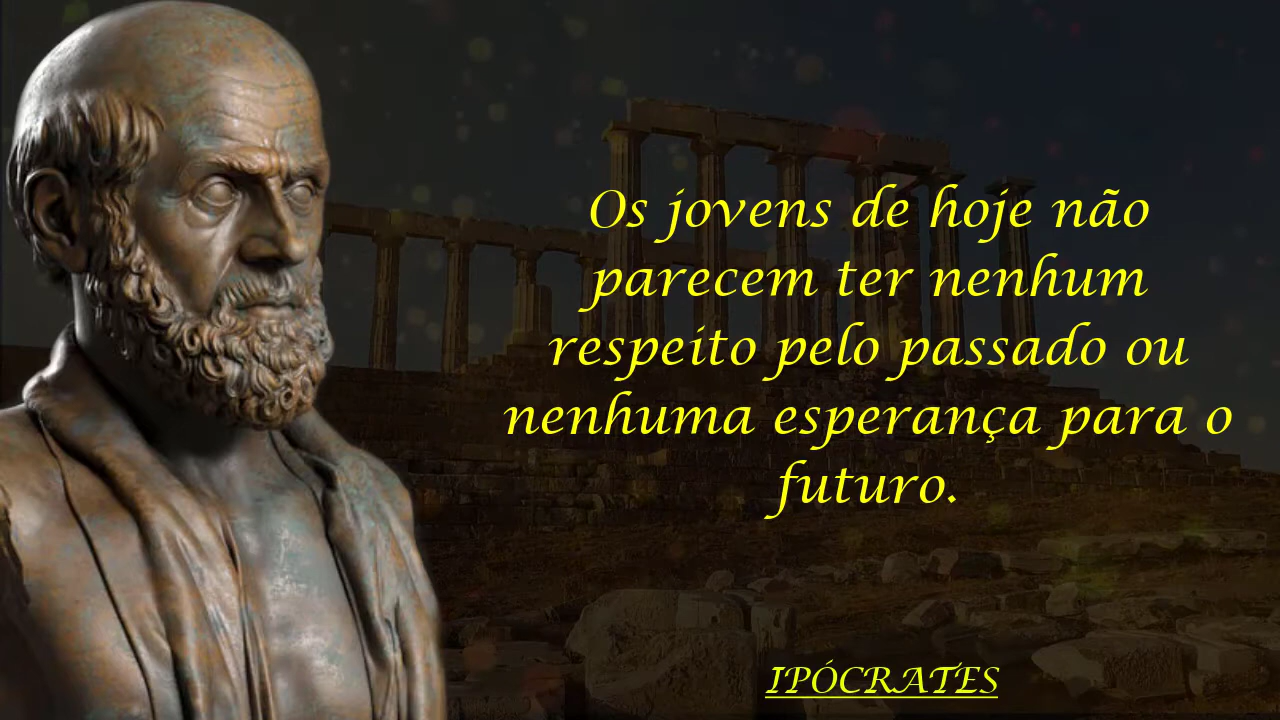 Os jovens de hoje não
parecem ter nenhum
respeito pelo passado ou
nenhuma esperança para o
futuro.
IPÓCRATES